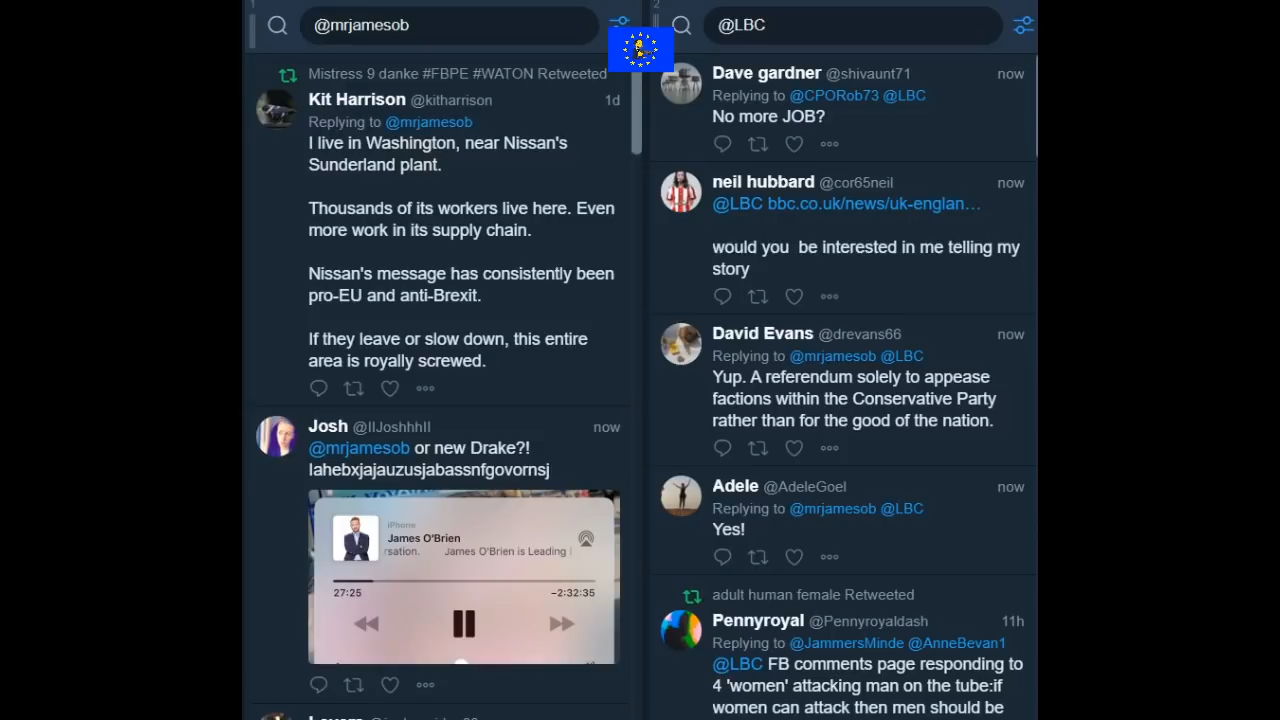 1
@mrjamesob
Mistress 9 danke #FBPE #WATON Retweeted
Kit Harrison @kitharrison 1d
Replying to @mrjamesob
I live in Washington, near Nissan's
Sunderland plant.
Thousands of its workers live here. Even
more work in its supply chain.
Nissan's message has consistently been
pro-EU and anti-Brexit.
If they leave or slow down, this entire
area is royally screwed.
Josh @IIJoshhhII now
@mrjamesob or new Drake?!
lahebxjajauzusjabassnfgovornsj
iPhone
James O'Brien
rsation. James O'Brien is Leading
27:25 -2:32:35
2
@LBC
Dave gardner @shivaunt71 now
Replying to @CPORob73 @LBC
No more JOB?
neil hubbard @cor65neil now
@LBC bbc.co.uk/news/uk-englan…
would you be interested in me telling my
story
David Evans @drevans66 now
Replying to @mrjamesob @LBC
Yup. A referendum solely to appease
factions within the Conservative Party
rather than for the good of the nation.
Adele @AdeleGoel now
Replying to @mrjamesob @LBC
Yes!
adult human female Retweeted
Pennyroyal @Pennyroyaldash 11h
Replying to @JammersMinde @AnneBevan1
@LBC FB comments page responding to
4 'women' attacking man on the tube:if
women can attack then men should be